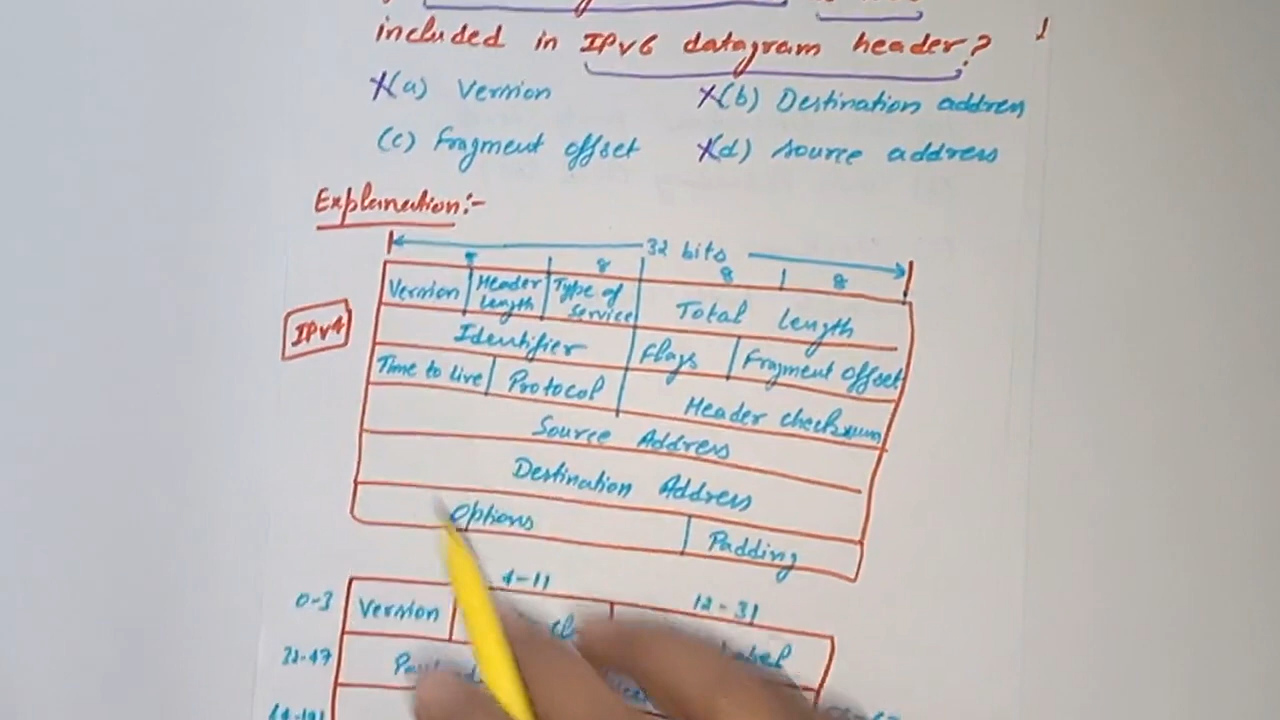 included in IPv6 datagram header?
(a) Version
(b) Destination address
(c) Fragment offset
(d) Source address
Explanation:-
32 bits
8 8 8
Version Header Length Type of Service Total Length
IPv4
Identifier Flags Fragment Offset
Time to Live Protocol Header checksum
Source Address
Destination Address
Options Padding
4-11
12-31
0-3 Version